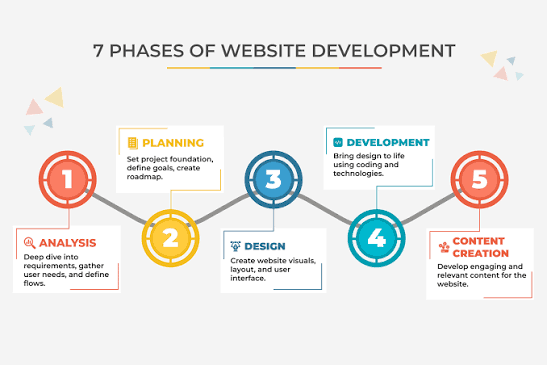 7 PHASES OF WEBSITE DEVELOPMENT
1
ANALYSIS
Deep dive into
requirements, gather
user needs, and define
flows.
2
PLANNING
Set project foundation,
define goals, create
roadmap.
3
DESIGN
Create website visuals,
layout, and user
interface.
4
DEVELOPMENT
Bring design to life
using coding and
technologies.
5
CONTENT
CREATION
Develop engaging and
relevant content for the
website.